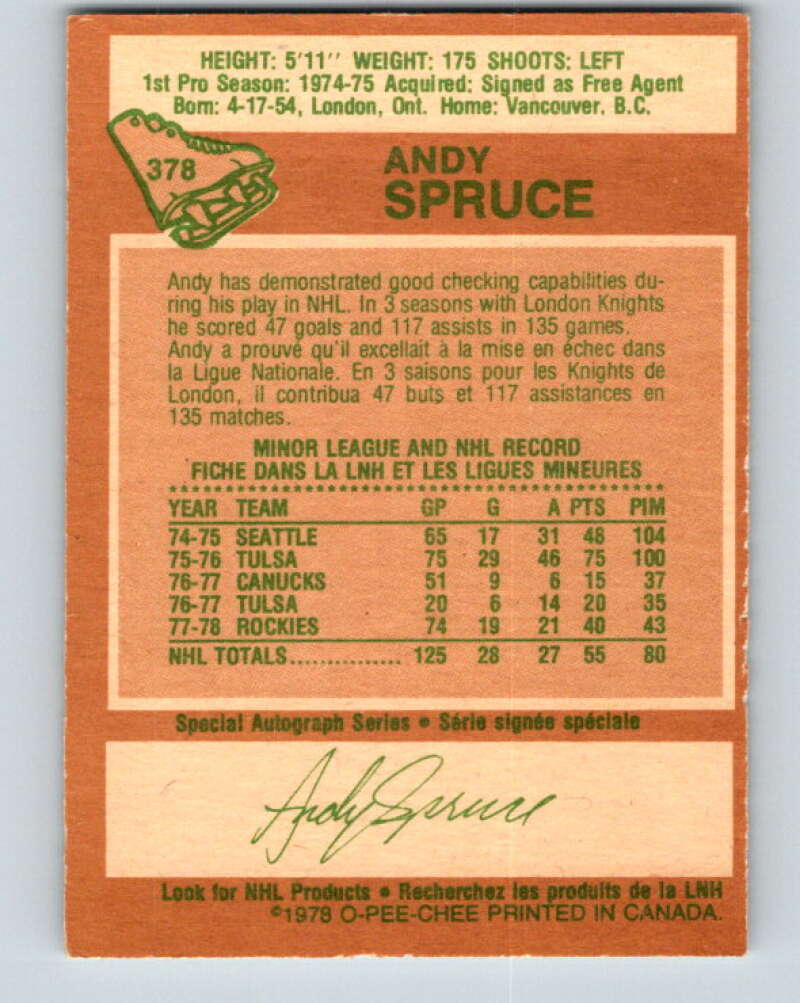 HEIGHT: 5'11'' WEIGHT: 175 SHOOTS: LEFT
1st Pro Season: 1974-75 Acquired: Signed as Free Agent
Born: 4-17-54, London, Ont. Home: Vancouver, B.C.
378
ANDY
SPRUCE
Andy has demonstrated good checking capabilities du-
ring his play in NHL. In 3 seasons with London Knights
he scored 47 goals and 117 assists in 135 games.
Andy a prouvé qu'il excellait à la mise en échec dans
la Ligue Nationale. En 3 saisons pour les Knights de
London, il contribua 47 buts et 117 assistances en
135 matches.
MINOR LEAGUE AND NHL RECORD
FICHE DANS LA LNH ET LES LIGUES MINEURES
YEAR TEAM GP G A PTS PIM
74-75 SEATTLE 65 17 31 48 104
75-76 TULSA 75 29 46 75 100
76-77 CANUCKS 51 9 6 15 37
76-77 TULSA 20 6 14 20 35
77-78 ROCKIES 74 19 21 40 43
NHL TOTALS............... 125 28 27 55 80
Special Autograph Series • Série signée spéciale
Andy Spruce
Look for NHL Products • Recherchez les produits de la LNH
©1978 O-PEE-CHEE PRINTED IN CANADA.